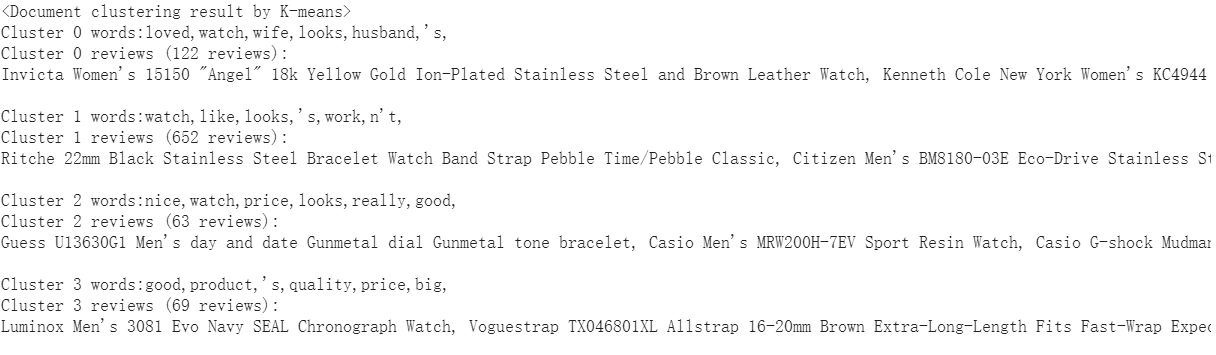 <Document clustering result by K-means>
Cluster 0 words:loved,watch,wife,looks,husband,'s,
Cluster 0 reviews (122 reviews):
Invicta Women's 15150 "Angel" 18k Yellow Gold Ion-Plated Stainless Steel and Brown Leather Watch, Kenneth Cole New York Women's KC4944
Cluster 1 words:watch,like,looks,'s,work,n't,
Cluster 1 reviews (652 reviews):
Ritche 22mm Black Stainless Steel Bracelet Watch Band Strap Pebble Time/Pebble Classic, Citizen Men's BM8180-03E Eco-Drive Stainless St
Cluster 2 words:nice,watch,price,looks,really,good,
Cluster 2 reviews (63 reviews):
Guess U13630G1 Men's day and date Gunmetal dial Gunmetal tone bracelet, Casio Men's MRW200H-7EV Sport Resin Watch, Casio G-shock Mudman
Cluster 3 words:good,product,'s,quality,price,big,
Cluster 3 reviews (69 reviews):
Luminox Men's 3081 Evo Navy SEAL Chronograph Watch, Voguestrap TX046801XL Allstrap 16-20mm Brown Extra-Long-Length Fits Fast-Wrap Expec